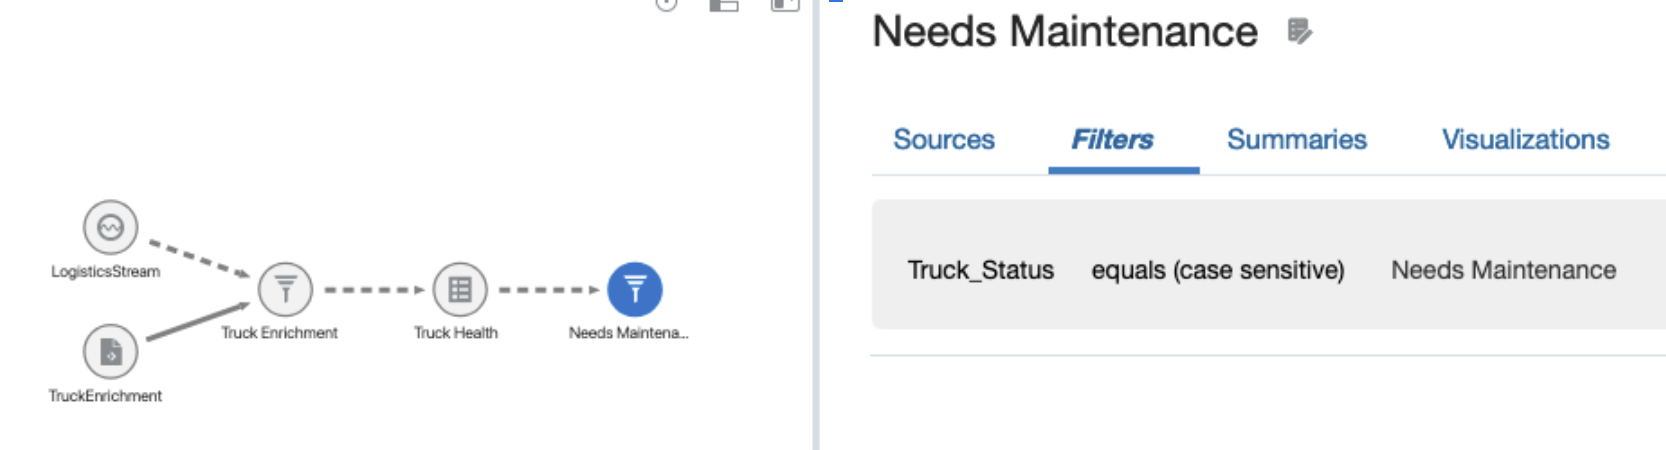 LogisticsStream
TruckEnrichment
Truck Enrichment
Truck Health
Needs Maintena...
Needs Maintenance
Sources Filters Summaries Visualizations
Truck_Status equals (case sensitive) Needs Maintenance